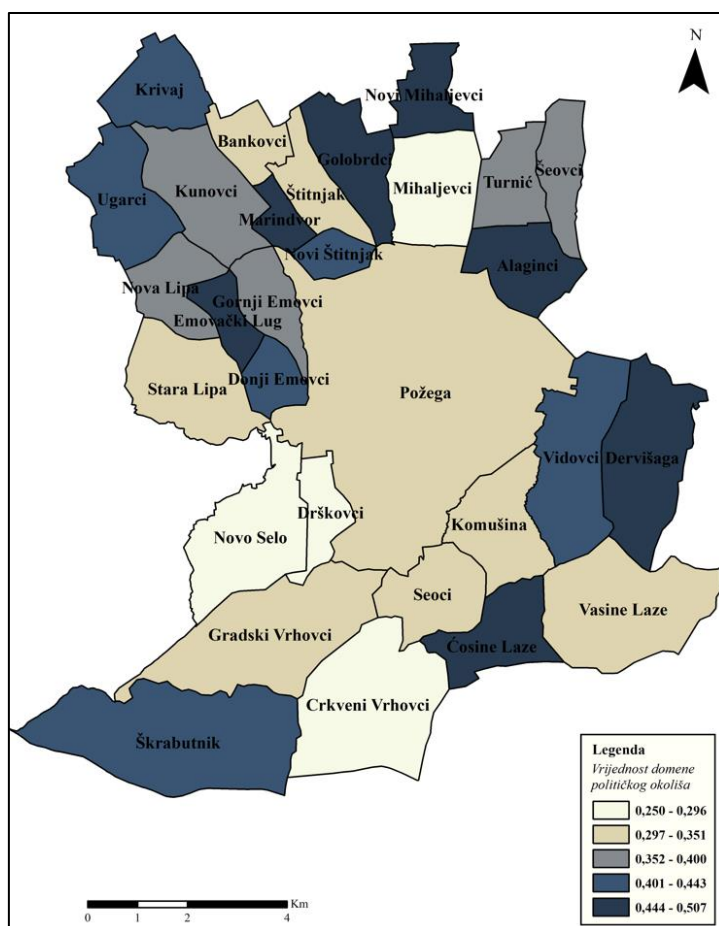 N
Krivaj
Novi Mihaljevci
Bankovci
Golobrdci
Mihaljevci
Turnić
Šeovci
Ugarci
Kunovci
Štitnjak
Marindvor
Novi Štitnjak
Alaginci
Nova Lipa
Gornji Emovci
Emovački Lug
Stara Lipa
Donji Emovci
Požega
Vidovci
Dervišaga
Drškovci
Komušina
Novo Selo
Seoci
Vasine Laze
Gradski Vrhovci
Ćosine Laze
Crkveni Vrhovci
Škrabutnik
Legenda
Vrijednost domene
političkog okoliša
0,250 - 0,296
0,297 - 0,351
0,352 - 0,400
0,401 - 0,443
0,444 - 0,507
Km
0 1 2 4